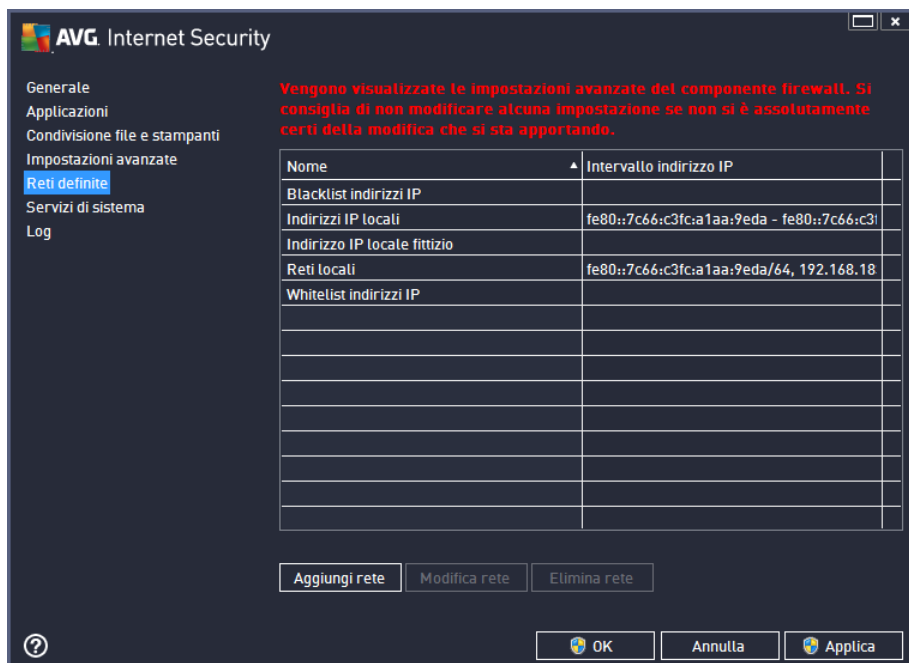 AVG. Internet Security
Generale
Applicazioni
Condivisione file e stampanti
Impostazioni avanzate
Reti definite
Servizi di sistema
Log
Vengono visualizzate le impostazioni avanzate del componente firewall. Si
consiglia di non modificare alcuna impostazione se non si è assolutamente
certi della modifica che si sta apportando.
Nome Intervallo indirizzo IP
Blacklist indirizzi IP
Indirizzi IP locali fe80::7c66:c3fc:a1aa:9eda - fe80::7c66:c3f
Indirizzo IP locale fittizio
Reti locali fe80::7c66:c3fc:a1aa:9eda/64, 192.168.18
Whitelist indirizzi IP
Aggiungi rete Modifica rete Elimina rete
OK Annulla Applica